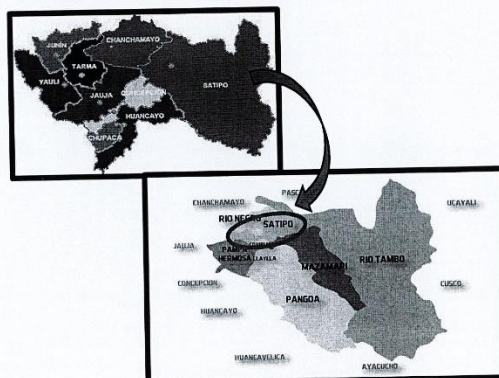 CHANCHAMAYO
JUNIN
TARMA
YAULI
SATIPO
JAUJA
CONCEPCION
HUANCAYO
CHUPACA
PASCO
CHANCHAMAYO
UCAYALI
RIO NEGRO
SATIPO
JAUJA
PAMPA
HERMOSA
LLAYLLA
MAZAMARI
RIO TAMBO
CONCEPCION
CUSCO
PANGOA
HUANCAYO
HUANCAVELICA
AYACUCHO